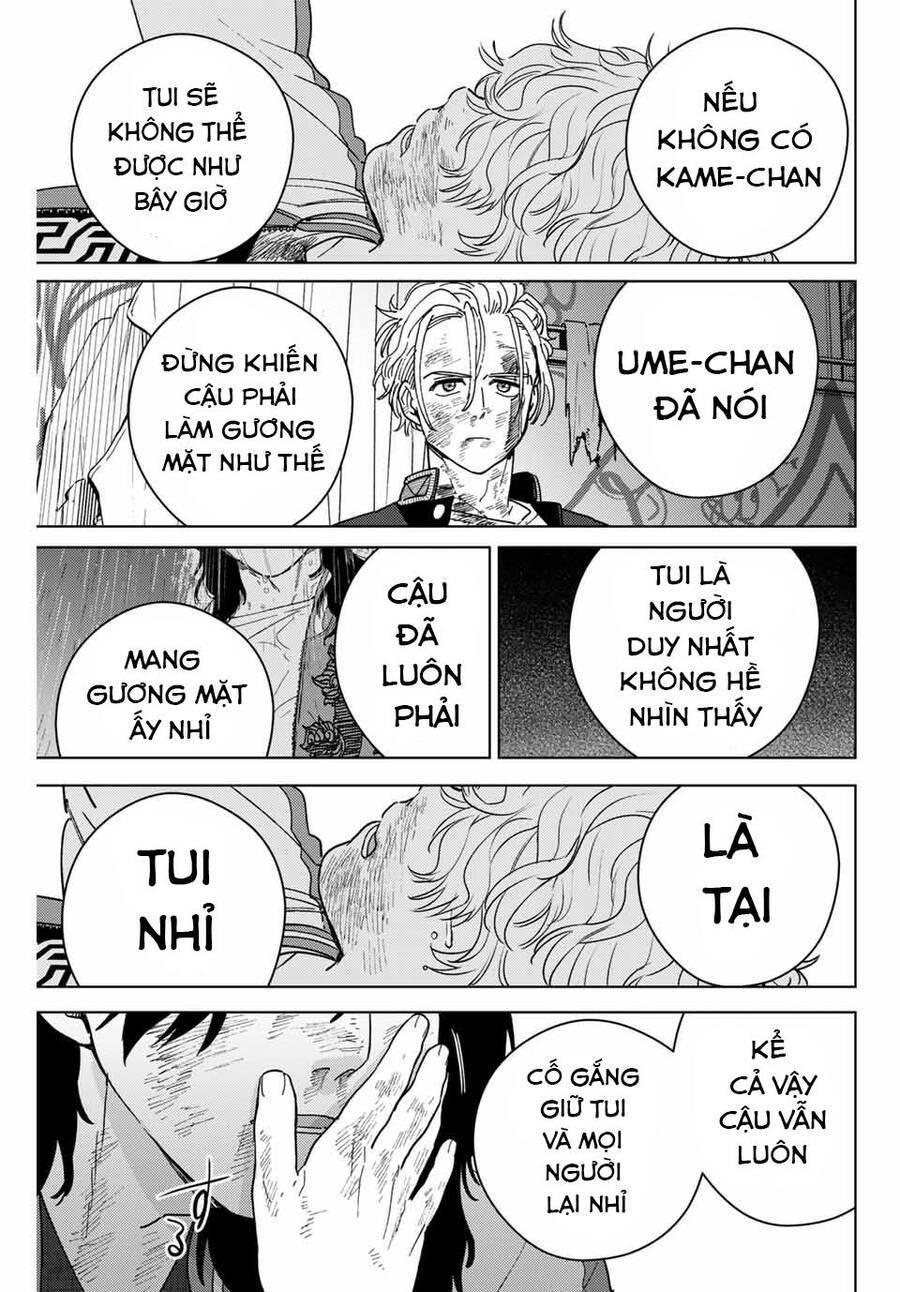 NẾU
KHÔNG CÓ
KAME-CHAN
TUI SẼ
KHÔNG THỂ
ĐƯỢC NHƯ
BÂY GIỜ
UME-CHAN
ĐÃ NÓI
ĐỪNG KHIẾN
CẬU PHẢI
LÀM GƯƠNG
MẶT NHƯ THẾ
TUI LÀ
NGƯỜI
DUY NHẤT
KHÔNG HỀ
NHÌN THẤY
CẬU
ĐÃ
LUÔN
PHẢI
MANG
GƯƠNG MẶT
ẤY NHỈ
LÀ
TẠI
TUI
NHỈ
KỂ
CẢ VẬY
CẬU VẪN
LUÔN
CỐ GẮNG
GIỮ TUI
VÀ MỌI
NGƯỜI
LẠI NHỈ
する